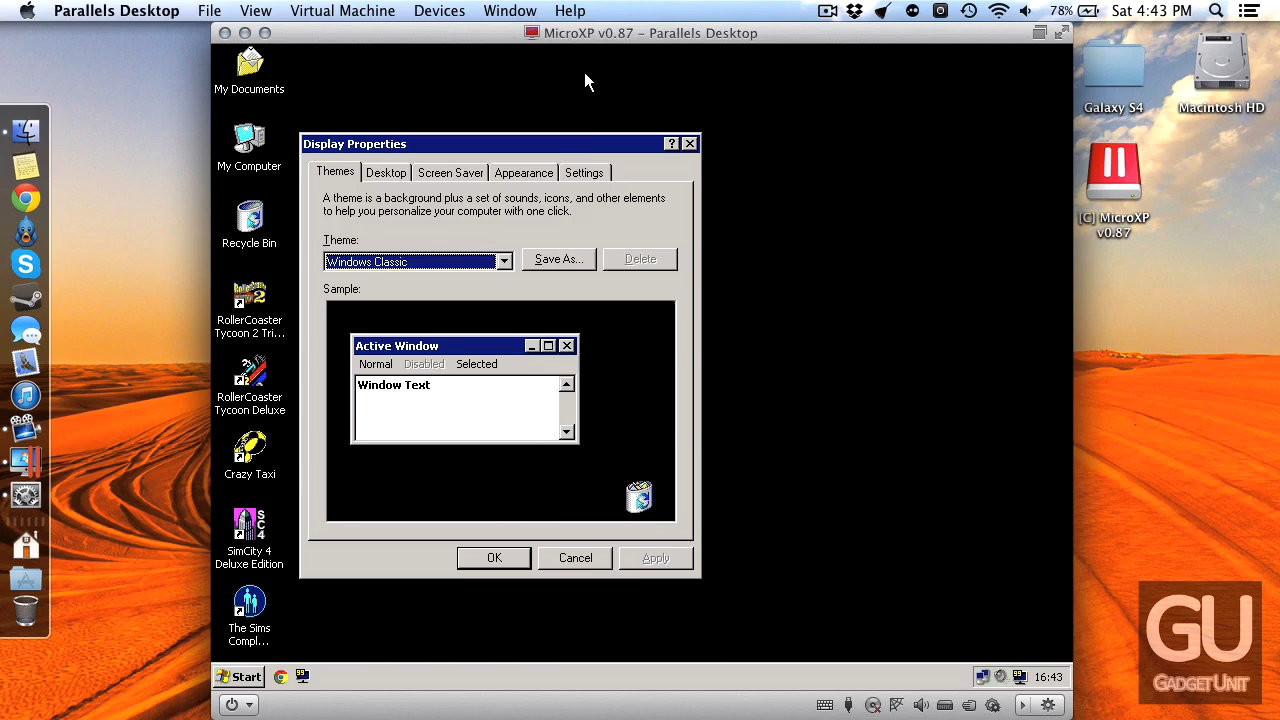 Parallels Desktop File View Virtual Machine Devices Window Help
78% Sat 4:43 PM
MicroXP v0.87 - Parallels Desktop
My Documents
My Computer
Recycle Bin
RollerCoaster
Tycoon 2 Tri...
RollerCoaster
Tycoon Deluxe
Crazy Taxi
SC4
SimCity 4
Deluxe Edition
The Sims
Compl...
Display Properties
Themes Desktop Screen Saver Appearance Settings
A theme is a background plus a set of sounds, icons, and other elements
to help you personalize your computer with one click.
Theme:
Windows Classic
Save As... Delete
Sample:
Active Window
Normal Disabled Selected
Window Text
OK Cancel Apply
Start
16:43
Galaxy S4
Macintosh HD
[C] MicroXP
v0.87
GU
GADGETUNIT